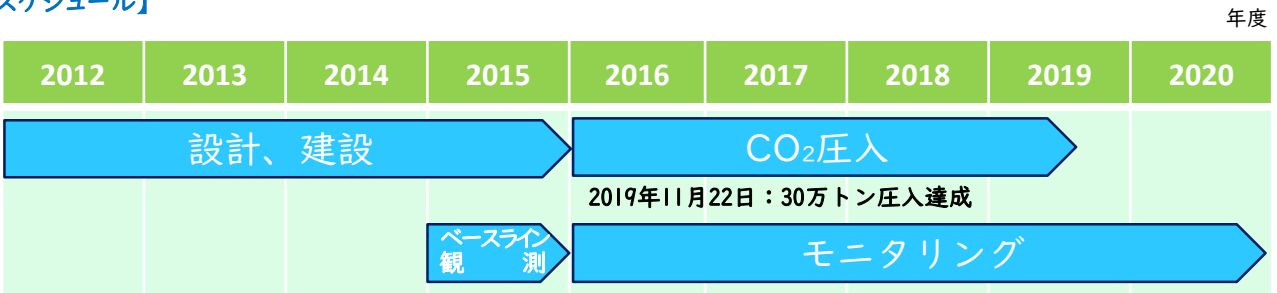 スケジュール】
年度
2012 2013 2014 2015 2016 2017 2018 2019 2020
設計、建設 CO₂圧入
2019年11月22日：30万トン圧入達成
ベースライン
観 測
モニタリング